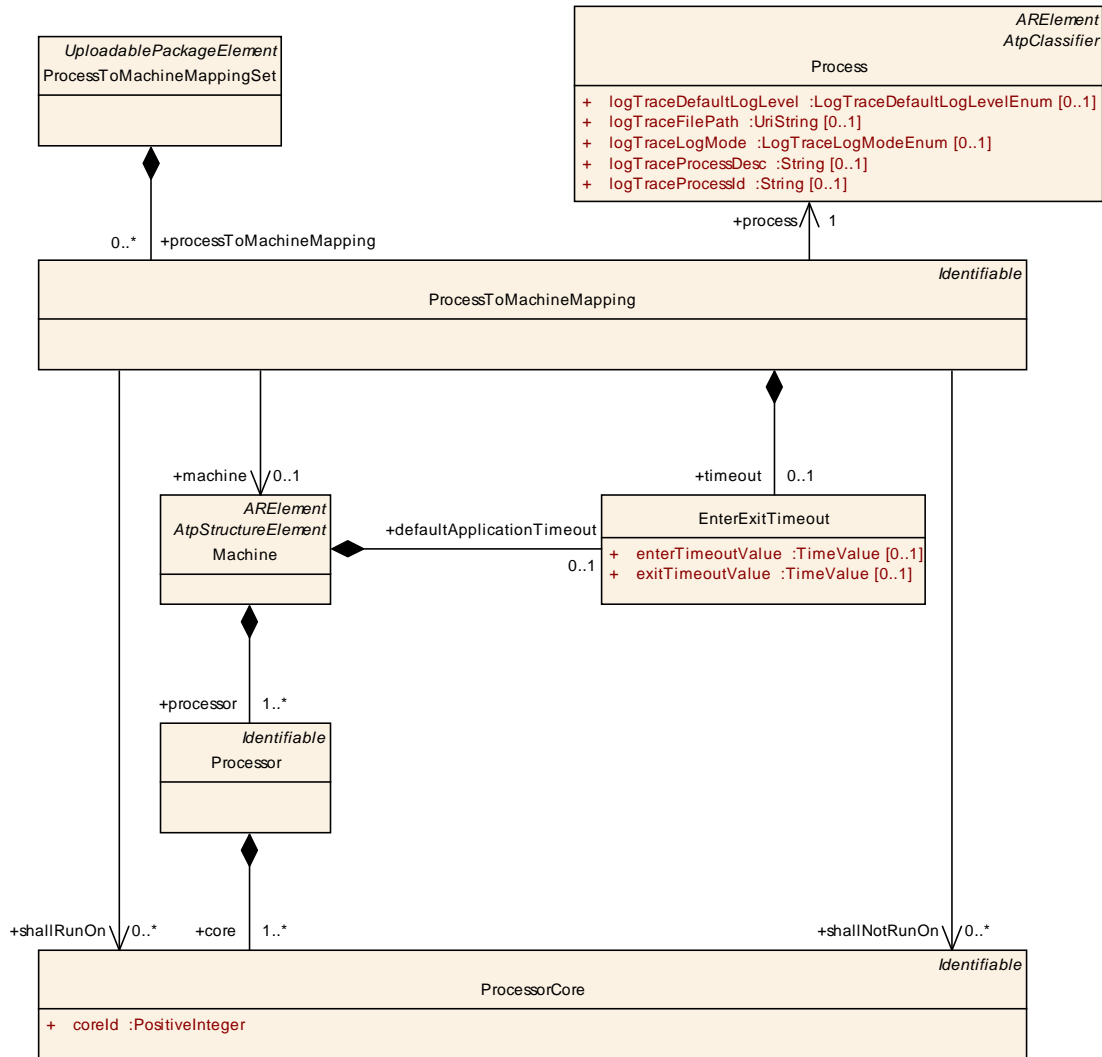 UploadablePackageElement
ProcessToMachineMappingSet
ARElement
AtpClassifier
Process
+ logTraceDefaultLogLevel :LogTraceDefaultLogLevelEnum [0..1]
+ logTraceFilePath :UriString [0..1]
+ logTraceLogMode :LogTraceLogModeEnum [0..1]
+ logTraceProcessDesc :String [0..1]
+ logTraceProcessId :String [0..1]
+process 1
0..* +processToMachineMapping
Identifiable
ProcessToMachineMapping
+machine 0..1
+timeout 0..1
ARElement
AtpStructureElement
Machine
+defaultApplicationTimeout
0..1
EnterExitTimeout
+ enterTimeoutValue :TimeValue [0..1]
+ exitTimeoutValue :TimeValue [0..1]
+processor 1..*
Identifiable
Processor
+shallRunOn 0..*
+core 1..*
+shallNotRunOn 0..*
Identifiable
ProcessorCore
+ coreId :PositiveInteger